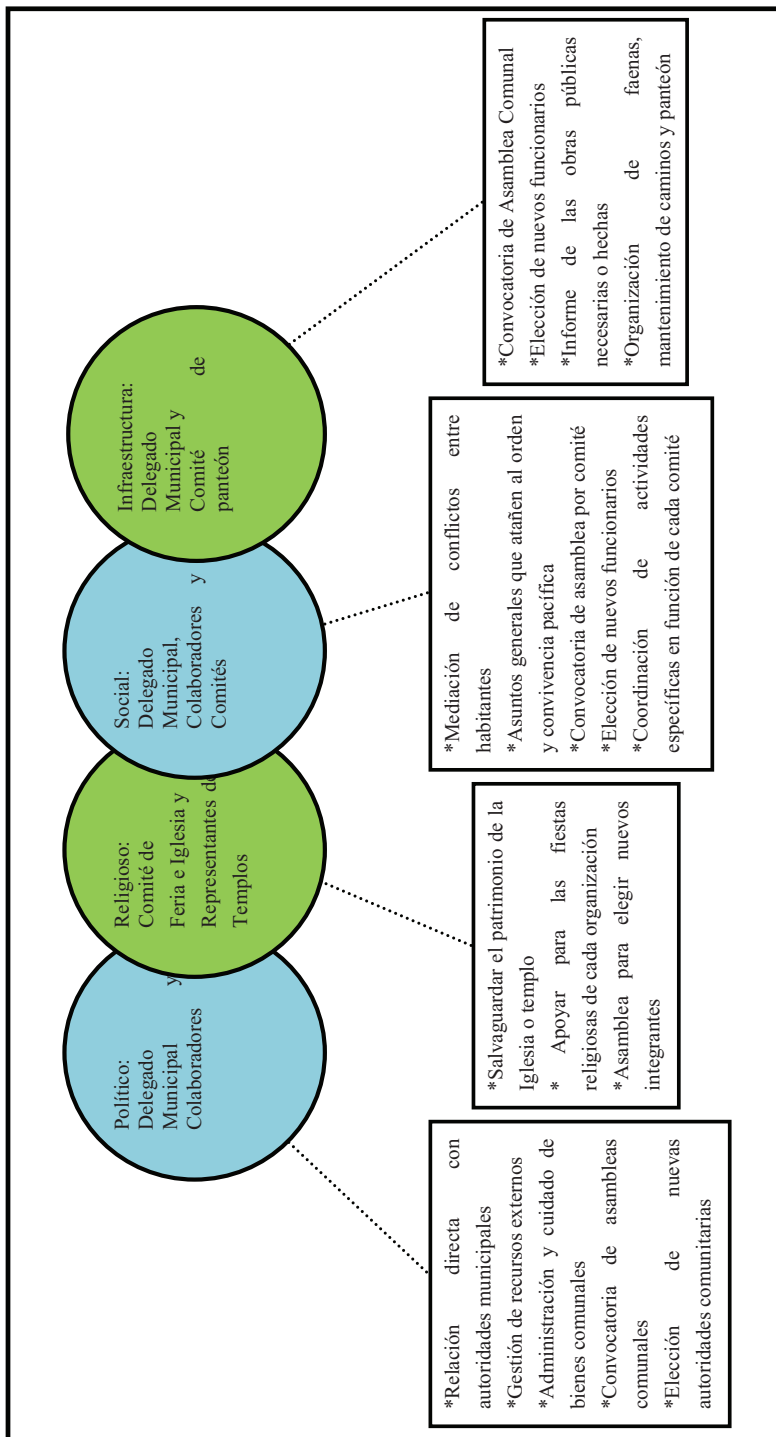 Político:
Delegado
Municipal y
Colaboradores
Religioso:
Comité de
Feria e Iglesia y
Representantes de
Templos
Social:
Delegado
Municipal,
Colaboradores y
Comités
Infraestructura:
Delegado
Municipal y
Comité de
panteón
*Relación directa con
autoridades municipales
*Gestión de recursos externos
*Administración y cuidado de
bienes comunales
*Convocatoria de asambleas
comunales
*Elección de nuevas
autoridades comunitarias
*Salvaguardar el patrimonio de la
Iglesia o templo
* Apoyar para las fiestas
religiosas de cada organización
*Asamblea para elegir nuevos
integrantes
*Mediación de conflictos entre
habitantes
*Asuntos generales que atañen al orden
y convivencia pacífica
*Convocatoria de asamblea por comité
*Elección de nuevos funcionarios
*Coordinación de actividades
específicas en función de cada comité
*Convocatoria de Asamblea Comunal
*Elección de nuevos funcionarios
*Informe de las obras públicas
necesarias o hechas
*Organización de faenas,
mantenimiento de caminos y panteón